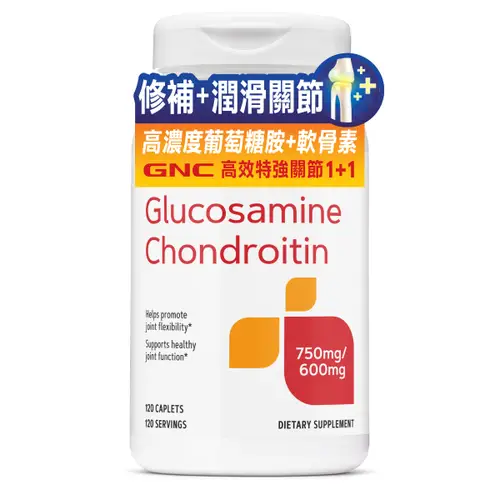 修補+潤滑關節
高濃度葡萄糖胺+軟骨素
GNC 高效特強關節1+1
Glucosamine
Chondroitin
Helps promote
joint flexibility*
Supports healthy
joint function*
750mg/
600mg
120 CAPLETS
120 SERVINGS
DIETARY SUPPLEMENT